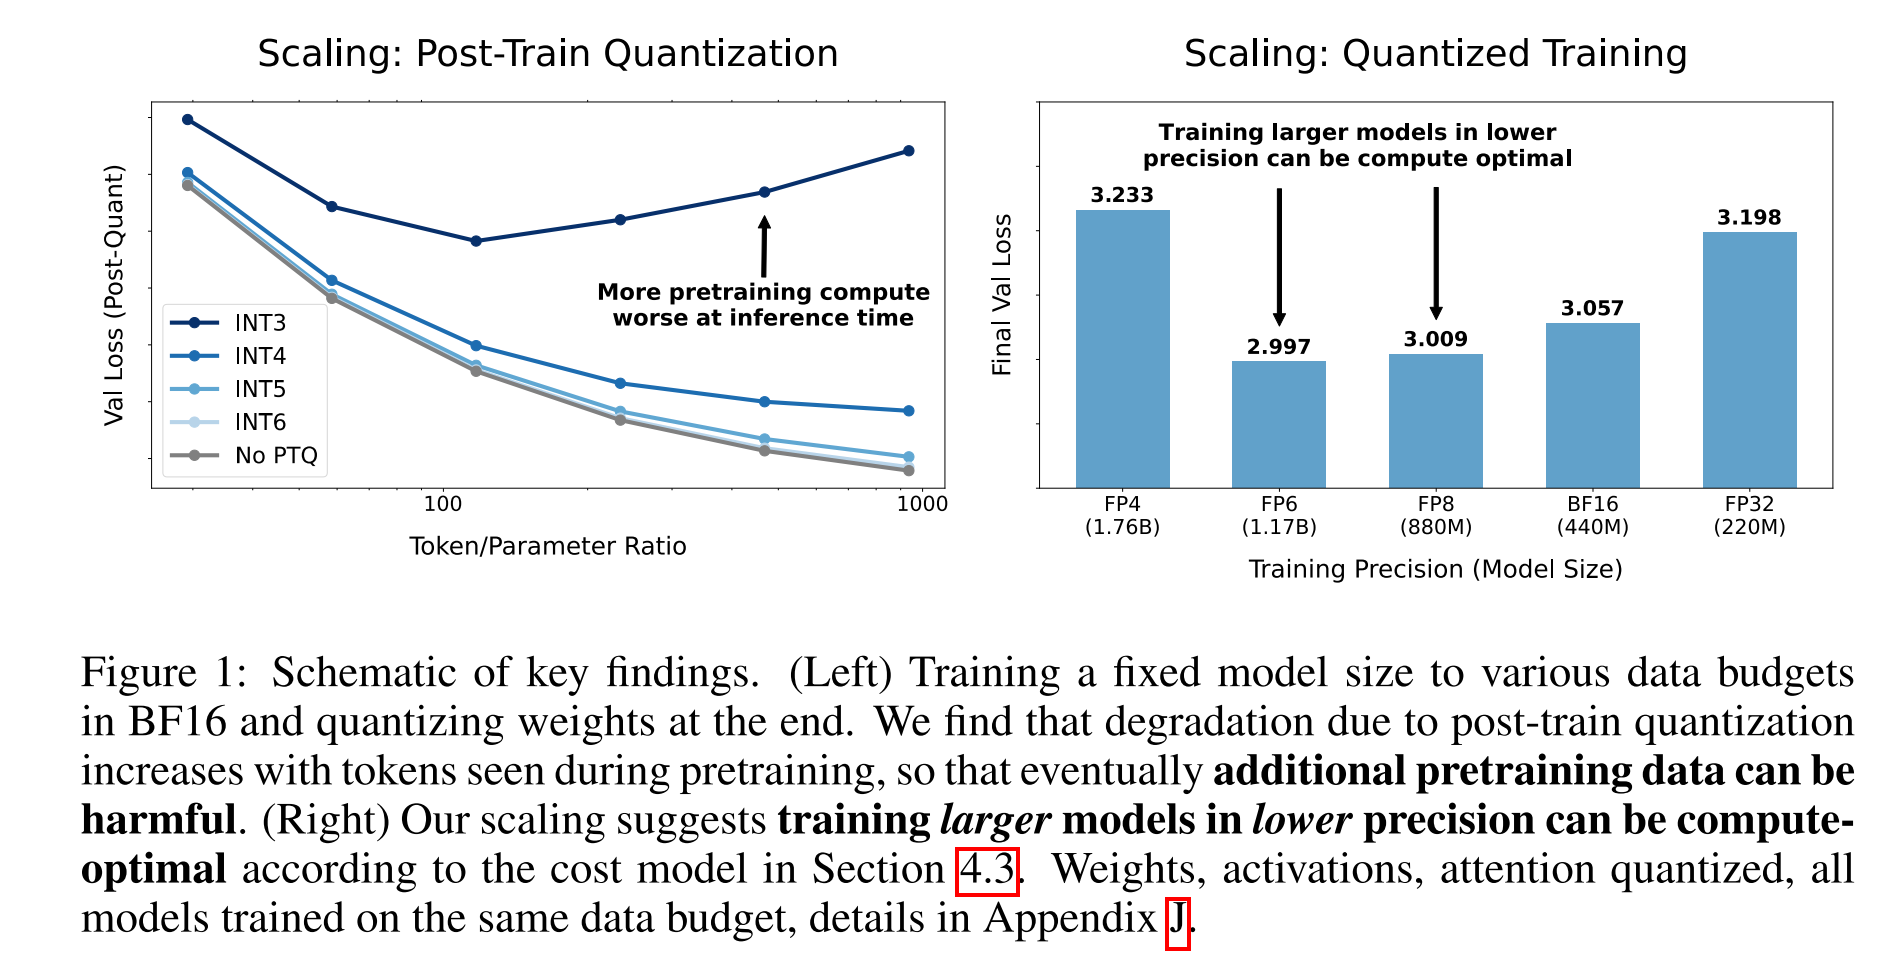 Scaling: Post-Train Quantization
Val Loss (Post-Quant)
More pretraining compute
worse at inference time
INT3
INT4
INT5
INT6
No PTQ
100
1000
Token/Parameter Ratio
Scaling: Quantized Training
Final Val Loss
Training larger models in lower
precision can be compute optimal
3.233
2.997
3.009
3.057
3.198
FP4
(1.76B)
FP6
(1.17B)
FP8
(880M)
BF16
(440M)
FP32
(220M)
Training Precision (Model Size)
Figure 1: Schematic of key findings. (Left) Training a fixed model size to various data budgets
in BF16 and quantizing weights at the end. We find that degradation due to post-train quantization
increases with tokens seen during pretraining, so that eventually additional pretraining data can be
harmful. (Right) Our scaling suggests training larger models in lower precision can be compute-
optimal according to the cost model in Section 4.3. Weights, activations, attention quantized, all
models trained on the same data budget, details in Appendix J.